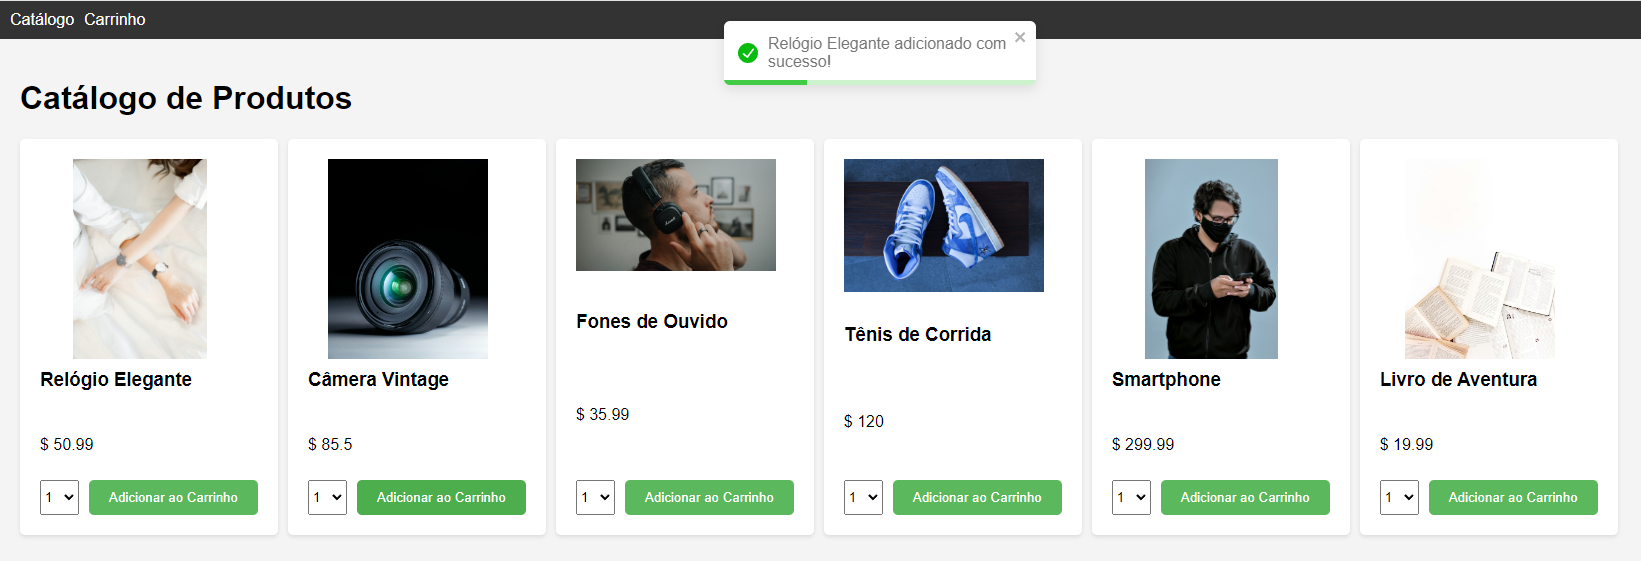 Catálogo Carrinho
Relógio Elegante adicionado com
sucesso!
Catálogo de Produtos
Relógio Elegante
$ 50.99
1 Adicionar ao Carrinho
Câmera Vintage
$ 85.5
1 Adicionar ao Carrinho
Fones de Ouvido
$ 35.99
1 Adicionar ao Carrinho
Tênis de Corrida
$ 120
1 Adicionar ao Carrinho
Smartphone
$ 299.99
1 Adicionar ao Carrinho
Livro de Aventura
$ 19.99
1 Adicionar ao Carrinho